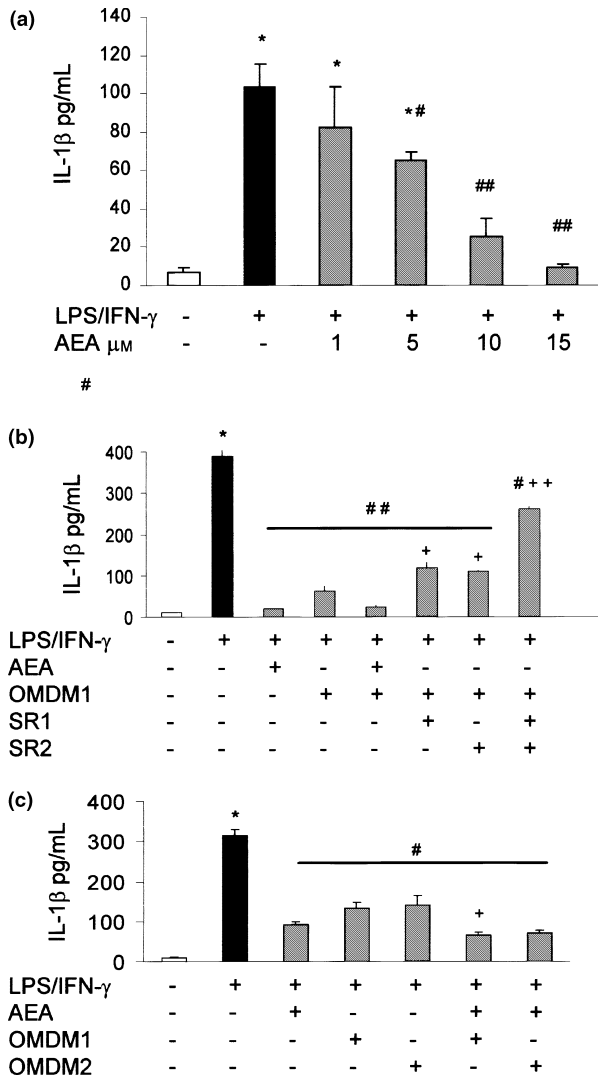 (a)
140
120
100
80
60
40
20
0
IL-1β pg/mL
*
*
*#
##
##
LPS/IFN-γ - + + + + +
AEA μM - - 1 5 10 15
#
(b)
400
300
200
100
0
IL-1β pg/mL
*
##
+
+
#++
LPS/IFN-γ - + + + + + + +
AEA - - + - + - - -
OMDM1 - - - + + + + +
SR1 - - - - - + - +
SR2 - - - - - - + +
(c)
400
300
200
100
0
IL-1β pg/mL
*
#
+
LPS/IFN-γ - + + + + + +
AEA - - + - - + +
OMDM1 - - - + - + -
OMDM2 - - - - + - +